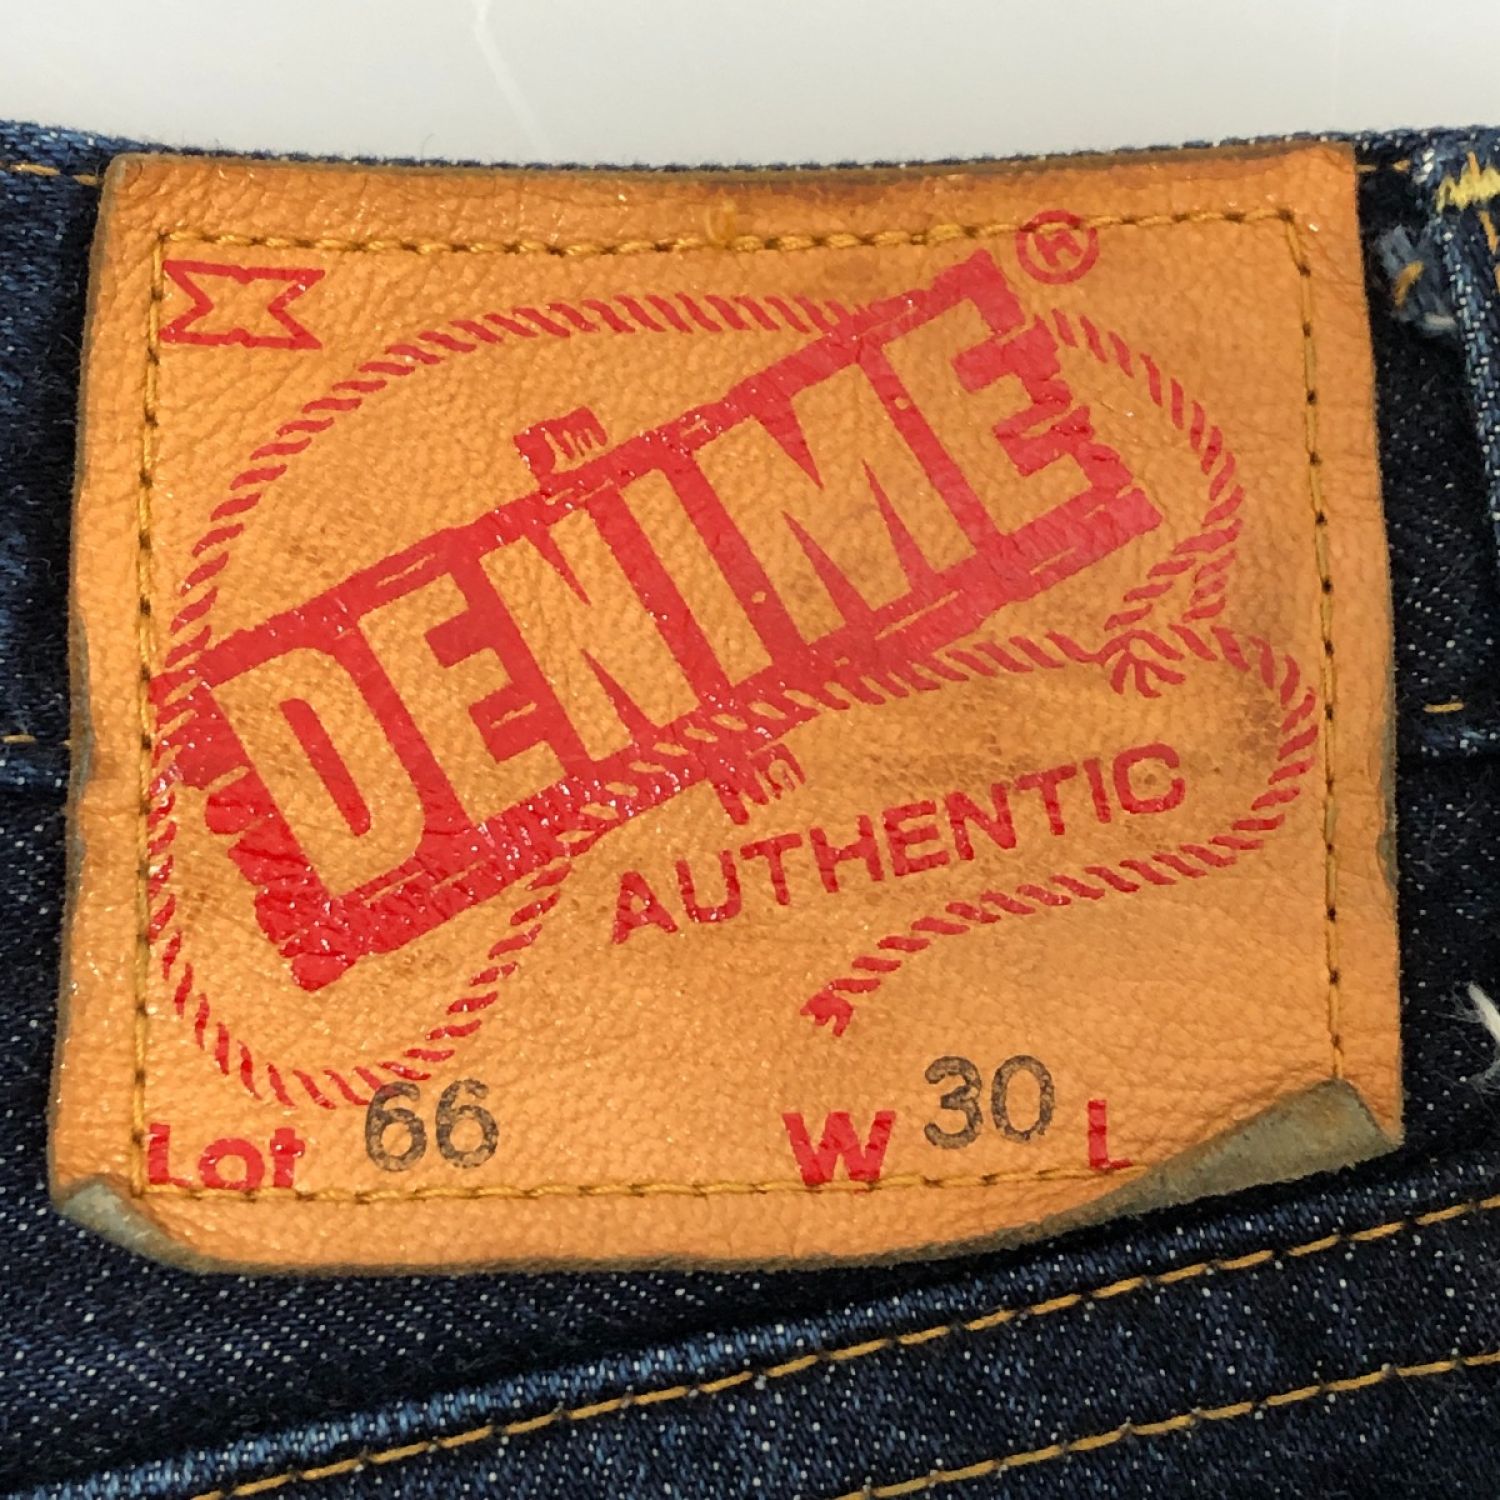 DENIME ®
AUTHENTIC
Lot 66 W 30 L